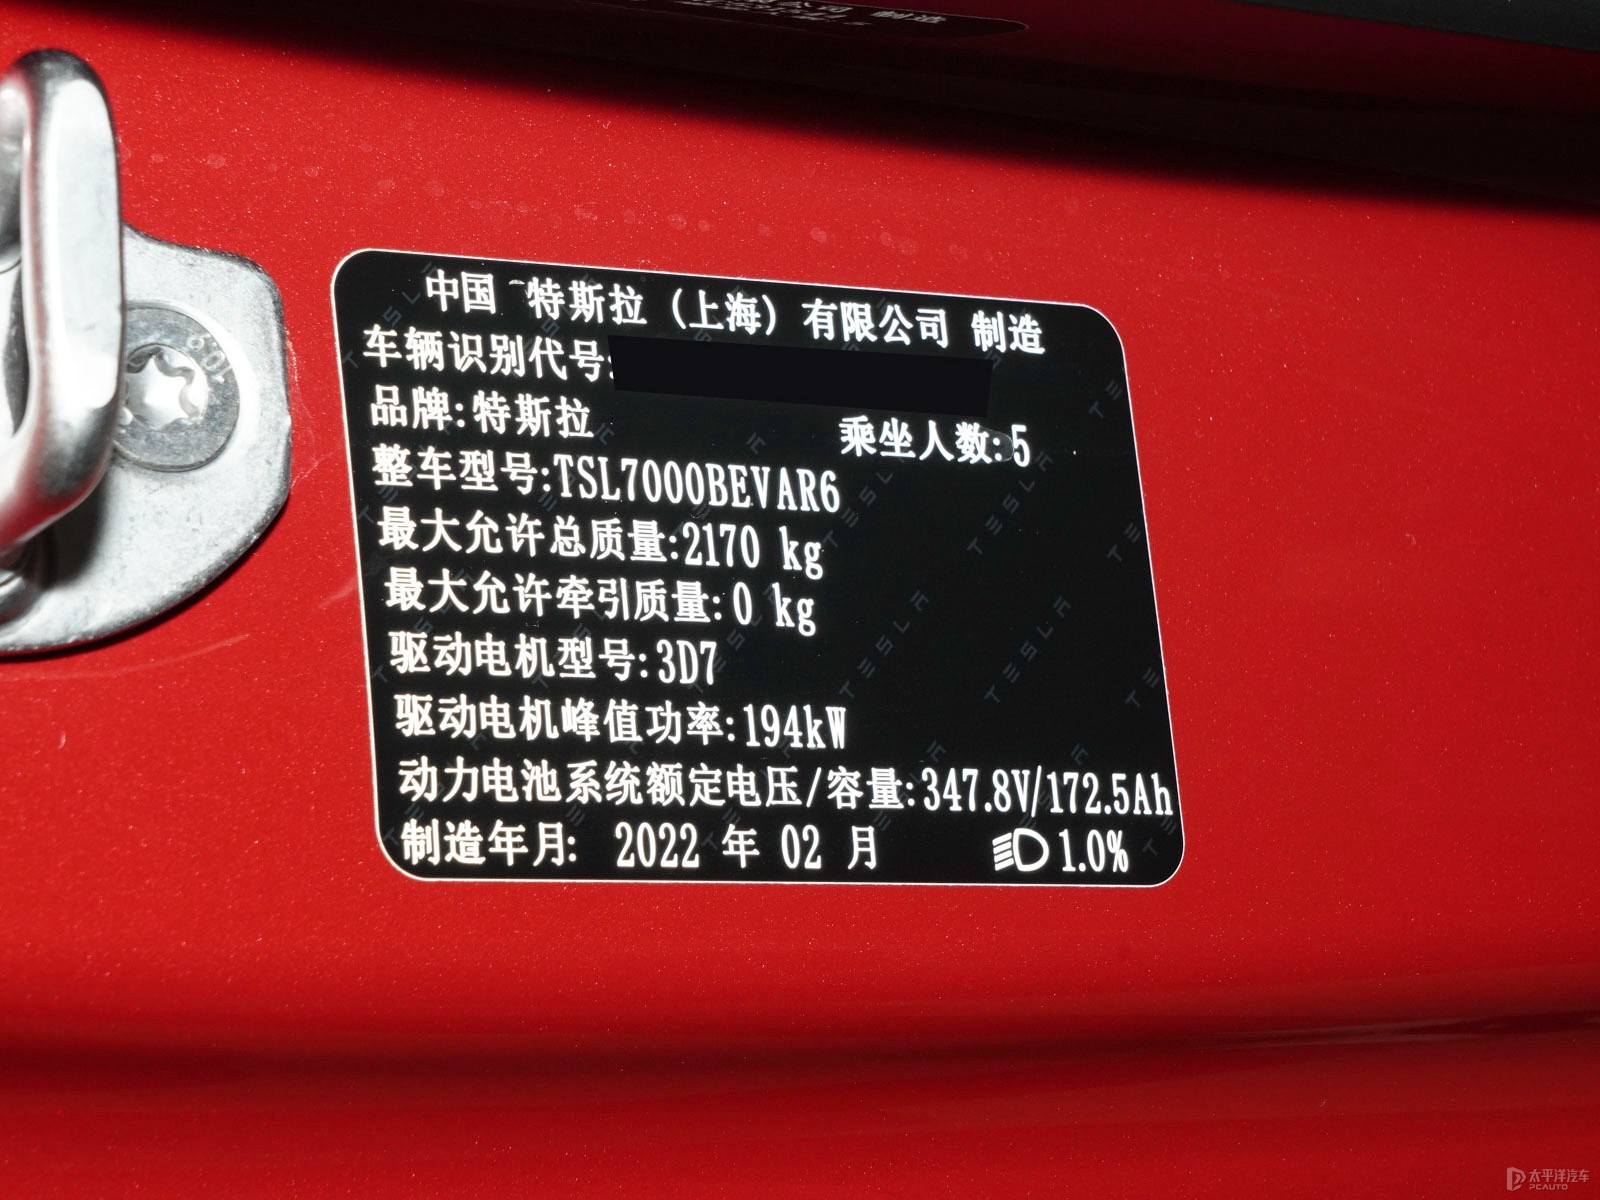 公司 制造
中国 特斯拉(上海)有限公司 制造
车辆识别代号:
品牌:特斯拉
乘坐人数:5
整车型号:TSL7000BEVAR6
最大允许总质量:2170 kg
最大允许牵引质量:0 kg
驱动电机型号:3D7
驱动电机峰值功率:194kW
动力电池系统额定电压/容量:347.8V/172.5Ah
制造年月: 2022 年 02 月
1.0%
TESLA
太平洋汽车
PCAUTO